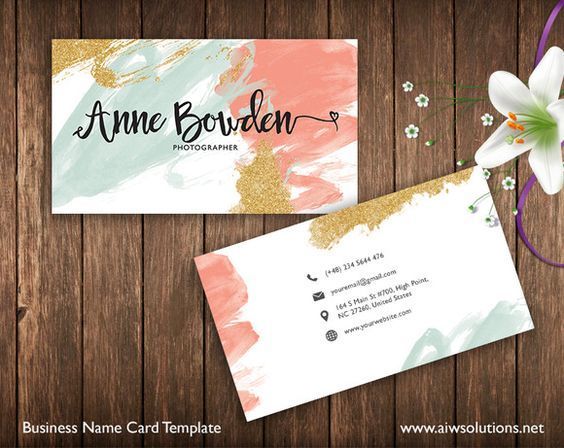 Anne Bowden
PHOTOGRAPHER
(+48) 234 5644 476
youremail@gmail.com
164 S Main St #700, High Point,
NC 27260, United States
www.yourwebsite.com
Business Name Card Template
www.aiwsolutions.net